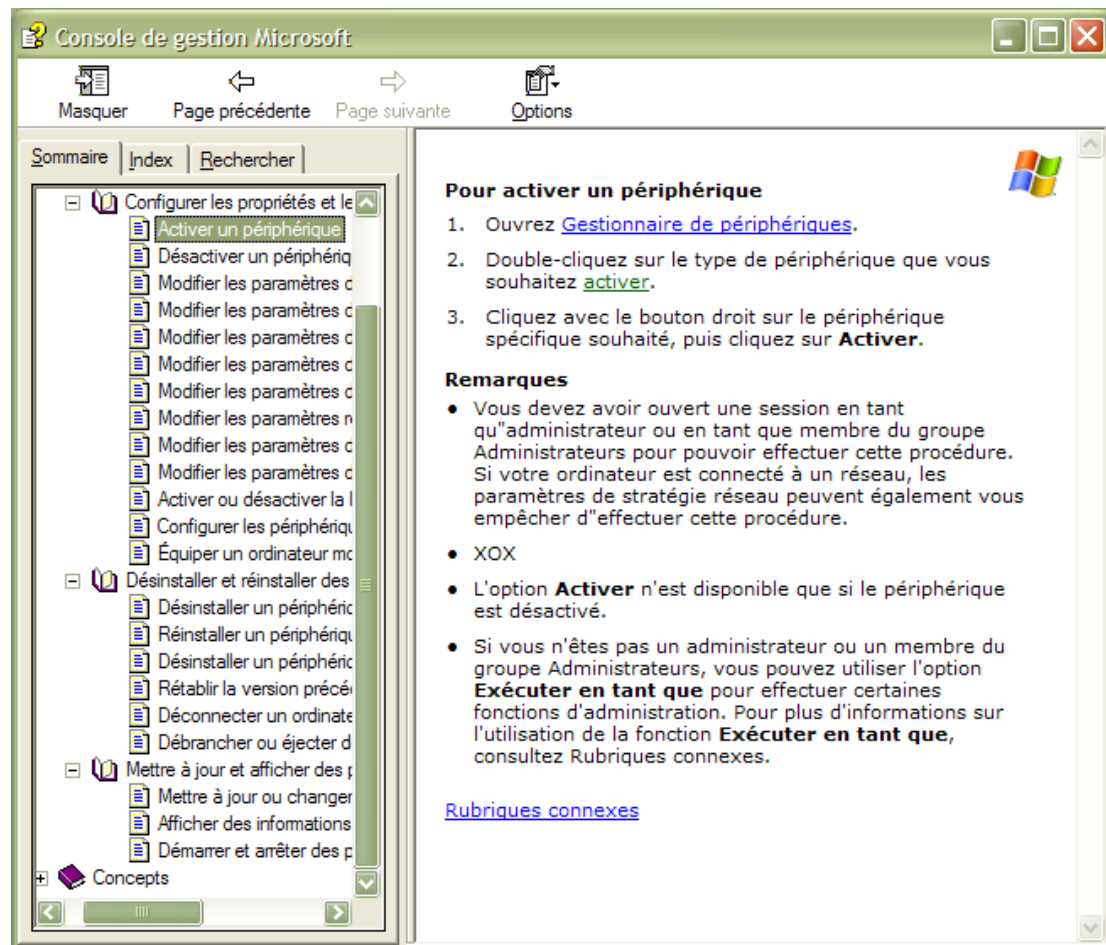 Console de gestion Microsoft
Masquer Page précédente Page suivante Options
Sommaire Index Rechercher
Configurer les propriétés et le
Activer un périphérique
Désactiver un périphériq
Modifier les paramètres d
Modifier les paramètres d
Modifier les paramètres d
Modifier les paramètres d
Modifier les paramètres d
Modifier les paramètres r
Modifier les paramètres d
Modifier les paramètres d
Activer ou désactiver la l
Configurer les périphériqu
Équiper un ordinateur mo
Désinstaller et réinstaller des
Désinstaller un périphéric
Réinstaller un périphériqu
Désinstaller un périphéric
Rétablir la version précé
Déconnecter un ordinate
Débrancher ou éjecter d
Mettre à jour et afficher des p
Mettre à jour ou changer
Afficher des informations
Démarrer et arrêter des p
Concepts
Pour activer un périphérique
1. Ouvrez Gestionnaire de périphériques.
2. Double-cliquez sur le type de périphérique que vous
souhaitez activer.
3. Cliquez avec le bouton droit sur le périphérique
spécifique souhaité, puis cliquez sur Activer.
Remarques
• Vous devez avoir ouvert une session en tant
qu"administrateur ou en tant que membre du groupe
Administrateurs pour pouvoir effectuer cette procédure.
Si votre ordinateur est connecté à un réseau, les
paramètres de stratégie réseau peuvent également vous
empêcher d"effectuer cette procédure.
• XOX
• L'option Activer n'est disponible que si le périphérique
est désactivé.
• Si vous n'êtes pas un administrateur ou un membre du
groupe Administrateurs, vous pouvez utiliser l'option
Exécuter en tant que pour effectuer certaines
fonctions d'administration. Pour plus d'informations sur
l'utilisation de la fonction Exécuter en tant que,
consultez Rubriques connexes.
Rubriques connexes